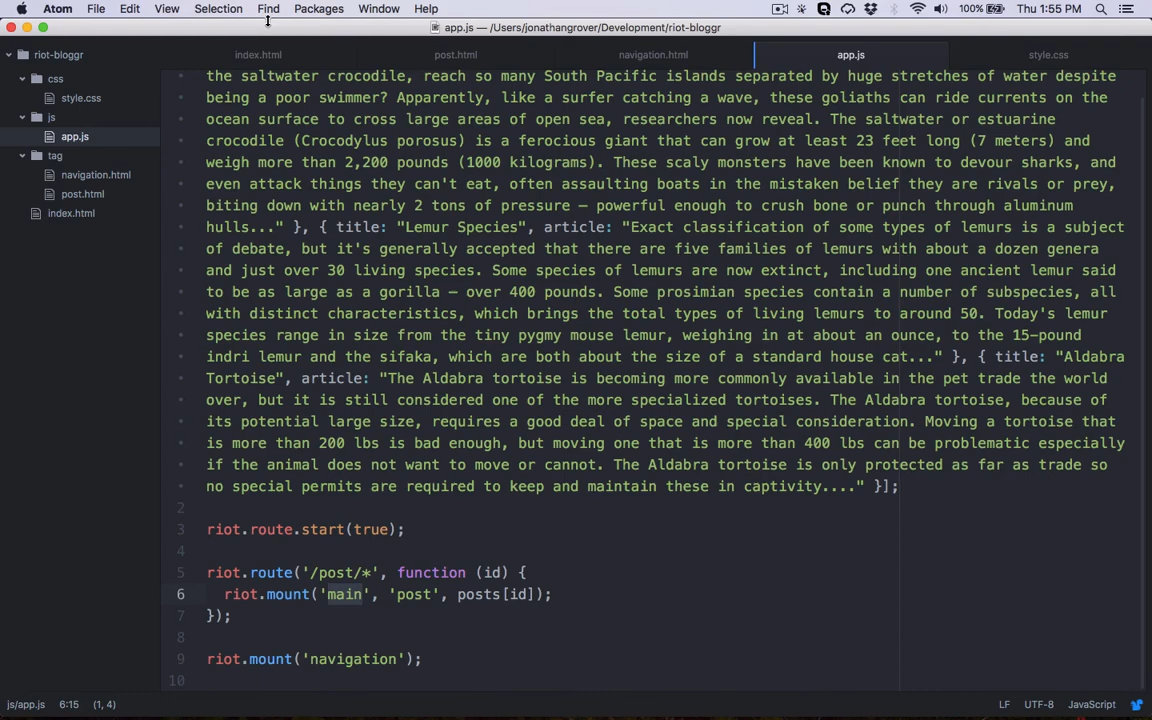 Atom File Edit View Selection Find Packages Window Help 100% Thu 1:55 PM
app.js — /Users/jonathangrover/Development/riot-bloggr
riot-bloggr index.html post.html navigation.html app.js style.css
css
style.css
js
app.js
tag
navigation.html
post.html
index.html
the saltwater crocodile, reach so many South Pacific islands separated by huge stretches of water despite
being a poor swimmer? Apparently, like a surfer catching a wave, these goliaths can ride currents on the
ocean surface to cross large areas of open sea, researchers now reveal. The saltwater or estuarine
crocodile (Crocodylus porosus) is a ferocious giant that can grow at least 23 feet long (7 meters) and
weigh more than 2,200 pounds (1000 kilograms). These scaly monsters have been known to devour sharks, and
even attack things they can't eat, often assaulting boats in the mistaken belief they are rivals or prey,
biting down with nearly 2 tons of pressure — powerful enough to crush bone or punch through aluminum
hulls..." }, { title: "Lemur Species", article: "Exact classification of some types of lemurs is a subject
of debate, but it's generally accepted that there are five families of lemurs with about a dozen genera
and just over 30 living species. Some species of lemurs are now extinct, including one ancient lemur said
to be as large as a gorilla — over 400 pounds. Some prosimian species contain a number of subspecies, all
with distinct characteristics, which brings the total types of living lemurs to around 50. Today's lemur
species range in size from the tiny pygmy mouse lemur, weighing in at about an ounce, to the 15-pound
indri lemur and the sifaka, which are both about the size of a standard house cat..." }, { title: "Aldabra
Tortoise", article: "The Aldabra tortoise is becoming more commonly available in the pet trade the world
over, but it is still considered one of the more specialized tortoises. The Aldabra tortoise, because of
its potential large size, requires a good deal of space and special consideration. Moving a tortoise that
is more than 200 lbs is bad enough, but moving one that is more than 400 lbs can be problematic especially
if the animal does not want to move or cannot. The Aldabra tortoise is only protected as far as trade so
no special permits are required to keep and maintain these in captivity...." }];
2
3 riot.route.start(true);
4
5 riot.route('/post/*', function (id) {
6 riot.mount('main', 'post', posts[id]);
7 });
8
9 riot.mount('navigation');
10
js/app.js 6:15 (1, 4) LF UTF-8 JavaScript